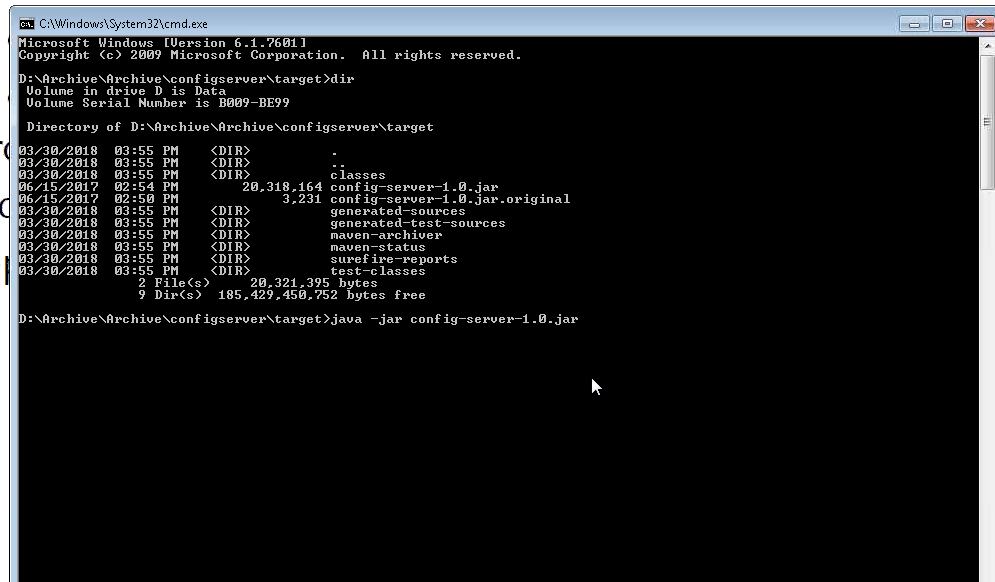 C:\Windows\System32\cmd.exe
Microsoft Windows [Version 6.1.7601]
Copyright (c) 2009 Microsoft Corporation.  All rights reserved.
D:\Archive\Archive\configserver\target>dir
 Volume in drive D is Data
 Volume Serial Number is B009-BE99
 Directory of D:\Archive\Archive\configserver\target
03/30/2018  03:55 PM    <DIR>          .
03/30/2018  03:55 PM    <DIR>          ..
03/30/2018  03:55 PM    <DIR>          classes
06/15/2017  02:54 PM        20,318,164 config-server-1.0.jar
06/15/2017  02:50 PM             3,231 config-server-1.0.jar.original
03/30/2018  03:55 PM    <DIR>          generated-sources
03/30/2018  03:55 PM    <DIR>          generated-test-sources
03/30/2018  03:55 PM    <DIR>          maven-archiver
03/30/2018  03:55 PM    <DIR>          maven-status
03/30/2018  03:55 PM    <DIR>          surefire-reports
03/30/2018  03:55 PM    <DIR>          test-classes
               2 File(s)     20,321,395 bytes
               9 Dir(s)  185,429,450,752 bytes free
D:\Archive\Archive\configserver\target>java -jar config-server-1.0.jar